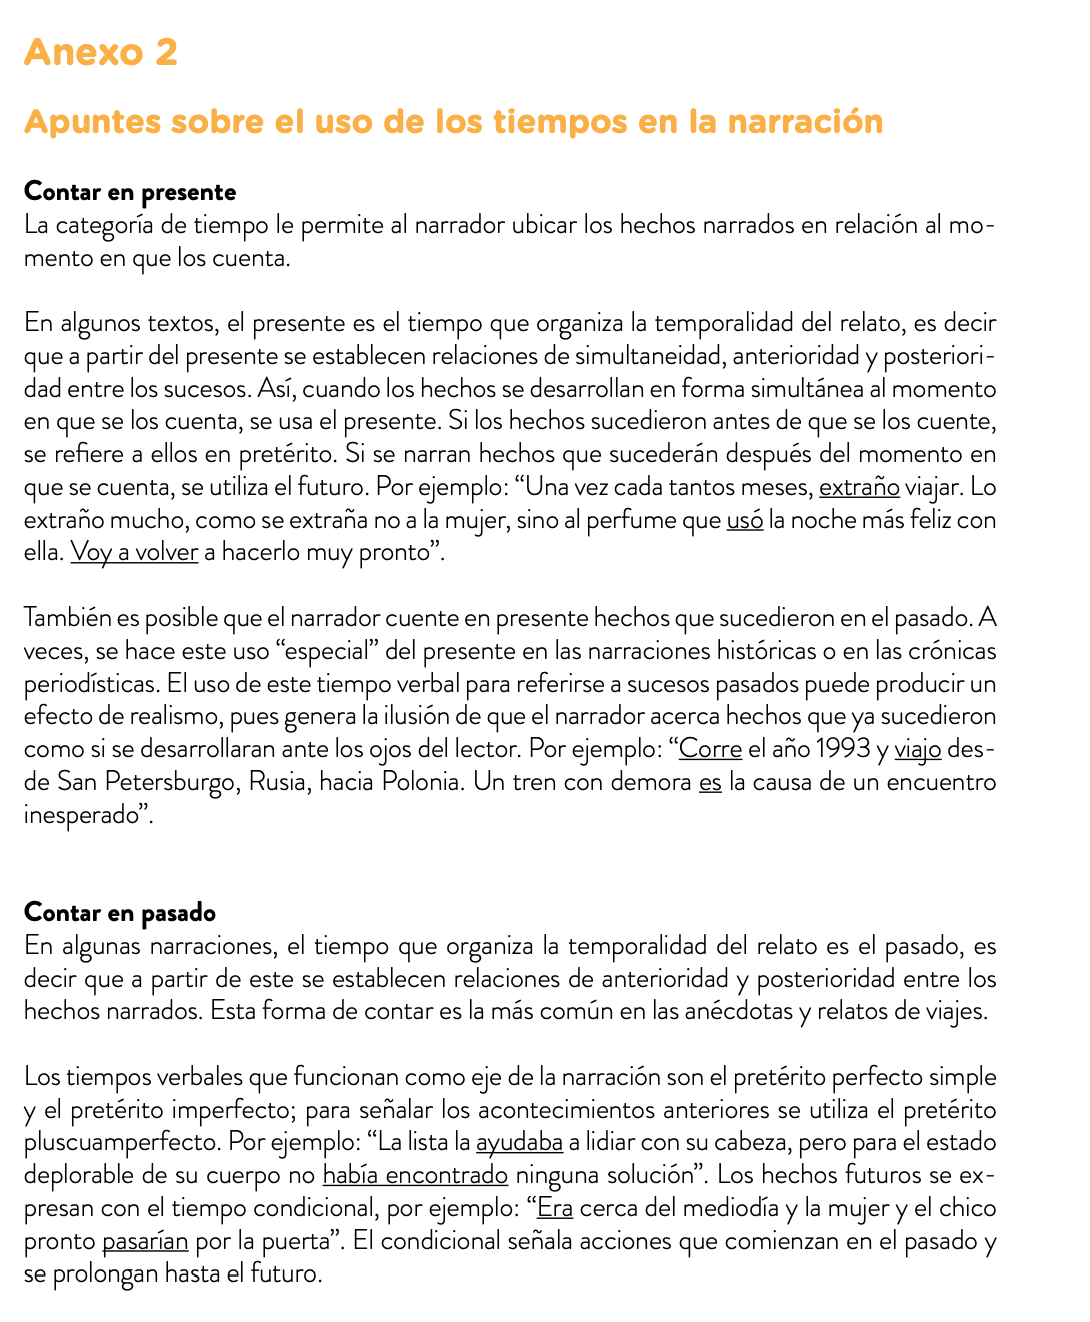 Anexo 2
Apuntes sobre el uso de los tiempos en la narración
Contar en presente
La categoría de tiempo le permite al narrador ubicar los hechos narrados en relación al mo-
mento en que los cuenta.
En algunos textos, el presente es el tiempo que organiza la temporalidad del relato, es decir
que a partir del presente se establecen relaciones de simultaneidad, anterioridad y posteriori-
dad entre los sucesos. Así, cuando los hechos se desarrollan en forma simultánea al momento
en que se los cuenta, se usa el presente. Si los hechos sucedieron antes de que se los cuente,
se refiere a ellos en pretérito. Si se narran hechos que sucederán después del momento en
que se cuenta, se utiliza el futuro. Por ejemplo: “Una vez cada tantos meses, extraño viajar. Lo
extraño mucho, como se extraña no a la mujer, sino al perfume que usó la noche más feliz con
ella. Voy a volver a hacerlo muy pronto”.
También es posible que el narrador cuente en presente hechos que sucedieron en el pasado. A
veces, se hace este uso “especial” del presente en las narraciones históricas o en las crónicas
periodísticas. El uso de este tiempo verbal para referirse a sucesos pasados puede producir un
efecto de realismo, pues genera la ilusión de que el narrador acerca hechos que ya sucedieron
como si se desarrollaran ante los ojos del lector. Por ejemplo: “Corre el año 1993 y viajo des-
de San Petersburgo, Rusia, hacia Polonia. Un tren con demora es la causa de un encuentro
inesperado”.
Contar en pasado
En algunas narraciones, el tiempo que organiza la temporalidad del relato es el pasado, es
decir que a partir de este se establecen relaciones de anterioridad y posterioridad entre los
hechos narrados. Esta forma de contar es la más común en las anécdotas y relatos de viajes.
Los tiempos verbales que funcionan como eje de la narración son el pretérito perfecto simple
y el pretérito imperfecto; para señalar los acontecimientos anteriores se utiliza el pretérito
pluscuamperfecto. Por ejemplo: “La lista la ayudaba a lidiar con su cabeza, pero para el estado
deplorable de su cuerpo no había encontrado ninguna solución”. Los hechos futuros se ex-
presan con el tiempo condicional, por ejemplo: “Era cerca del mediodía y la mujer y el chico
pronto pasarían por la puerta”. El condicional señala acciones que comienzan en el pasado y
se prolongan hasta el futuro.